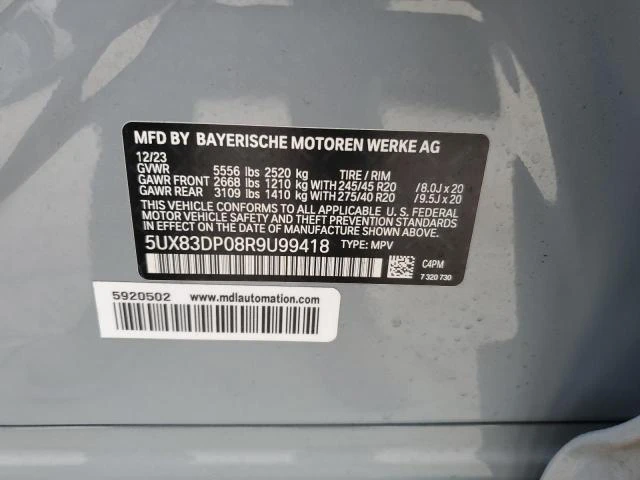 MFD BY BAYERISCHE MOTOREN WERKE AG
12/23
GVWR 5556 lbs 2520 kg TIRE / RIM
GAWR FRONT 2668 lbs 1210 kg WITH 245/45 R20 /8.0J x 20
GAWR REAR 3109 lbs 1410 kg WITH 275/40 R20 /9.5J x 20
THIS VEHICLE CONFORMS TO ALL APPLICABLE U.S. FEDERAL
MOTOR VEHICLE SAFETY AND THEFT PREVENTION STANDARDS
IN EFFECT ON THE DATE OF MANUFACTURE SHOWN ABOVE.
5UX83DP08R9U99418 TYPE: MPV
C4PM
7 320 730
5920502 www.mdlautomation.com